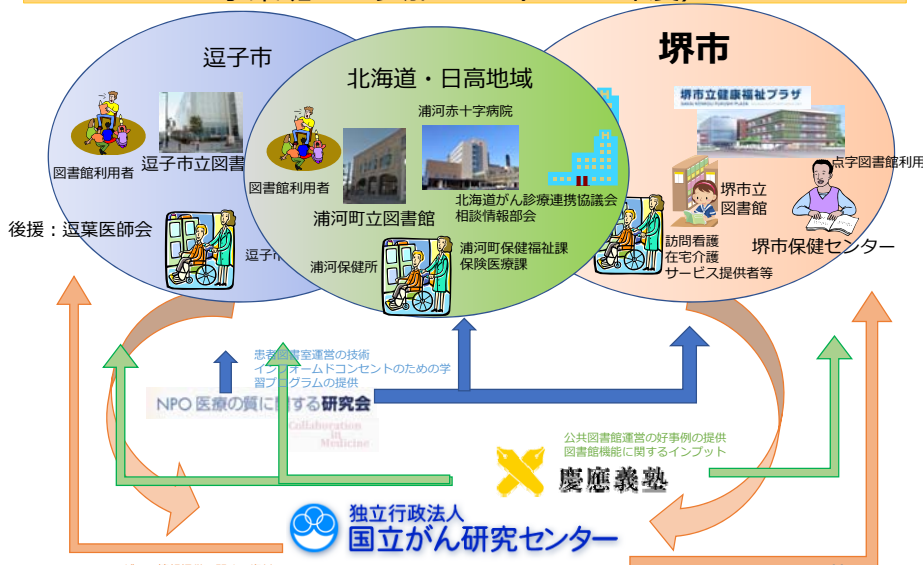 逗子市
北海道・日高地域
堺市
浦河赤十字病院
堺市立健康福祉プラザ
図書館利用者
逗子市立図書
図書館利用者
浦河町立図書館
北海道がん診療連携協議会
相談情報部会
堺市立
図書館
点字図書館利用
後援:逗葉医師会
逗子市
浦河保健所
浦河町保健福祉課
保険医療課
訪問看護
在宅介護
サービス提供者等
堺市保健センター
患者図書室運営の技術
インフォームドコンセントのための学
習プログラムの提供
NPO 医療の質に関する研究会
Collaboration
in
Medicine
公共図書館運営の好事例の提供
図書館機能に関するインプット
慶應義塾
独立行政法人
国立がん研究センター